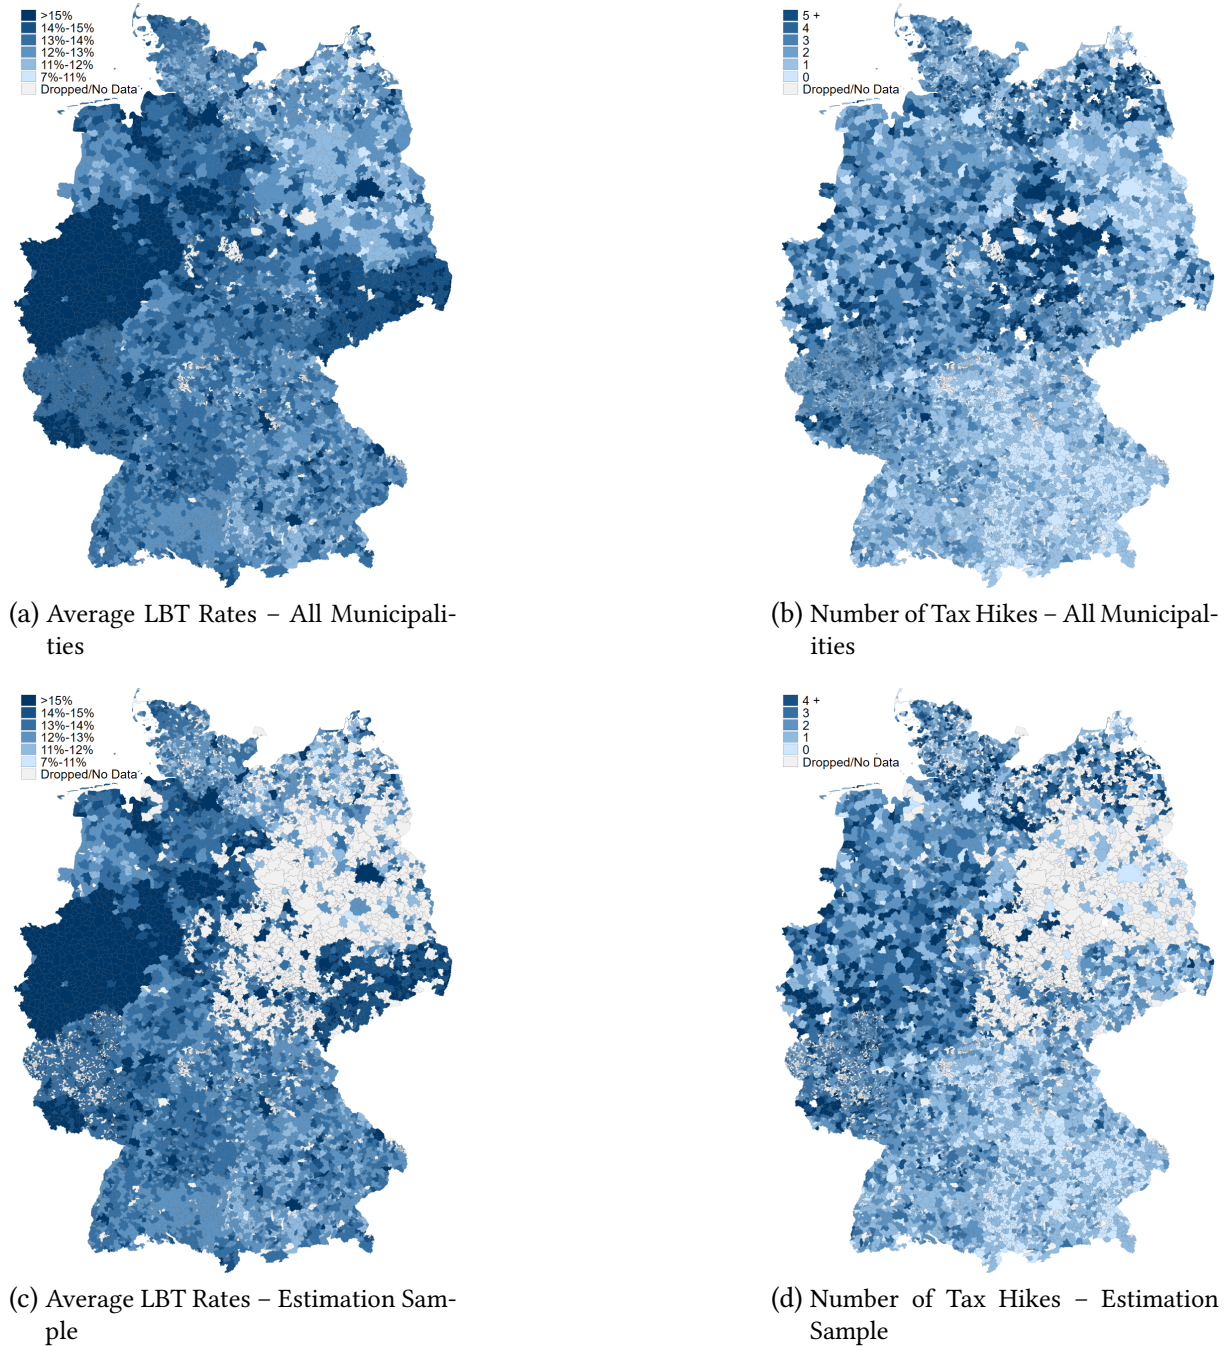 >15%
14%-15%
13%-14%
12%-13%
11%-12%
7%-11%
Dropped/No Data
5 +
4
3
2
1
0
Dropped/No Data
(a) Average LBT Rates – All Municipali-
ties
(b) Number of Tax Hikes – All Municipal-
ities
>15%
14%-15%
13%-14%
12%-13%
11%-12%
7%-11%
Dropped/No Data
4 +
3
2
1
0
Dropped/No Data
(c) Average LBT Rates – Estimation Sam-
ple
(d) Number of Tax Hikes – Estimation
Sample